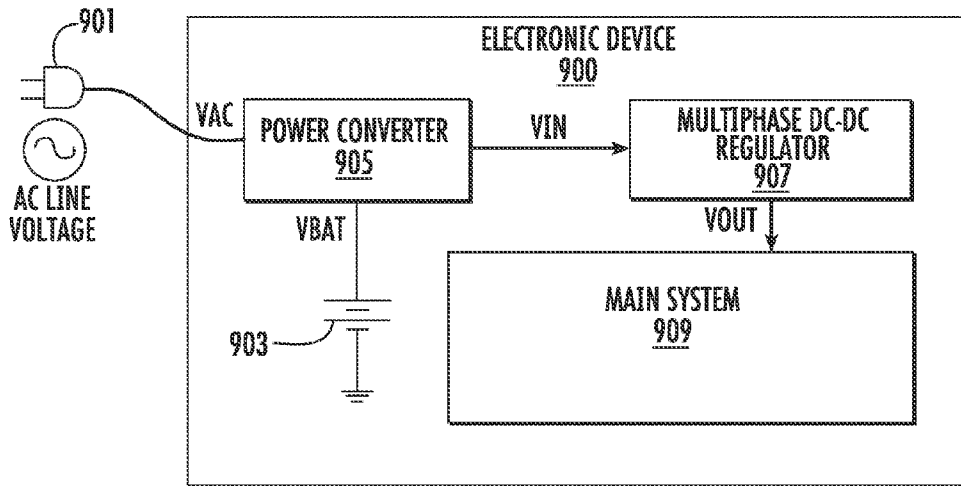 901
ELECTRONIC DEVICE
900
VAC
POWER CONVERTER
905
VIN
MULTIPHASE DC-DC
REGULATOR
907
AC LINE
VOLTAGE
VBAT
VOUT
903
MAIN SYSTEM
909